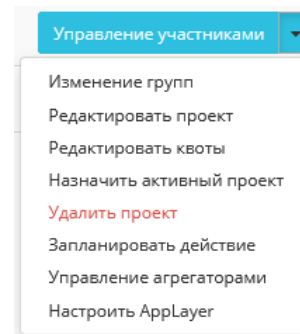 Управление участниками
Изменение групп
Редактировать проект
Редактировать квоты
Назначить активный проект
Удалить проект
Запланировать действие
Управление агрегаторами
Настроить AppLayer